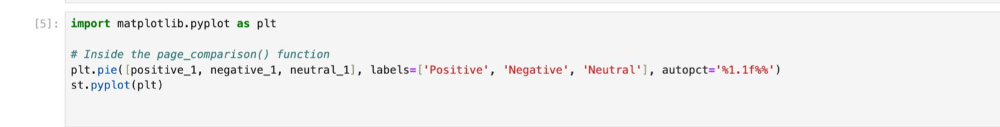 [5]: import matplotlib.pyplot as plt
# Inside the page_comparison() function
plt.pie([positive_1, negative_1, neutral_1], labels=['Positive', 'Negative', 'Neutral'], autopct='%1.1f%%')
st.pyplot(plt)